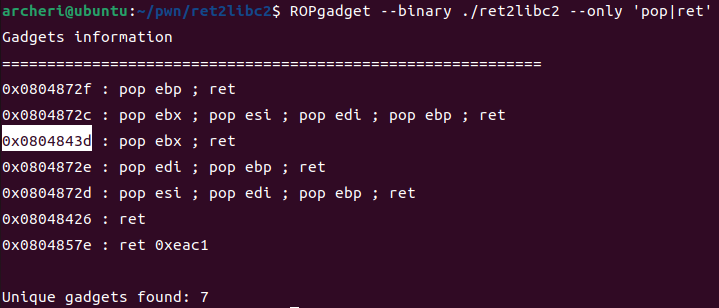 archeri@ubuntu:~/pwn/ret2libc2$ ROPgadget --binary ./ret2libc2 --only 'pop|ret'
Gadgets information
============================================================
0x0804872f : pop ebp ; ret
0x0804872c : pop ebx ; pop esi ; pop edi ; pop ebp ; ret
0x0804843d : pop ebx ; ret
0x0804872e : pop edi ; pop ebp ; ret
0x0804872d : pop esi ; pop edi ; pop ebp ; ret
0x08048426 : ret
0x0804857e : ret 0xeac1
Unique gadgets found: 7